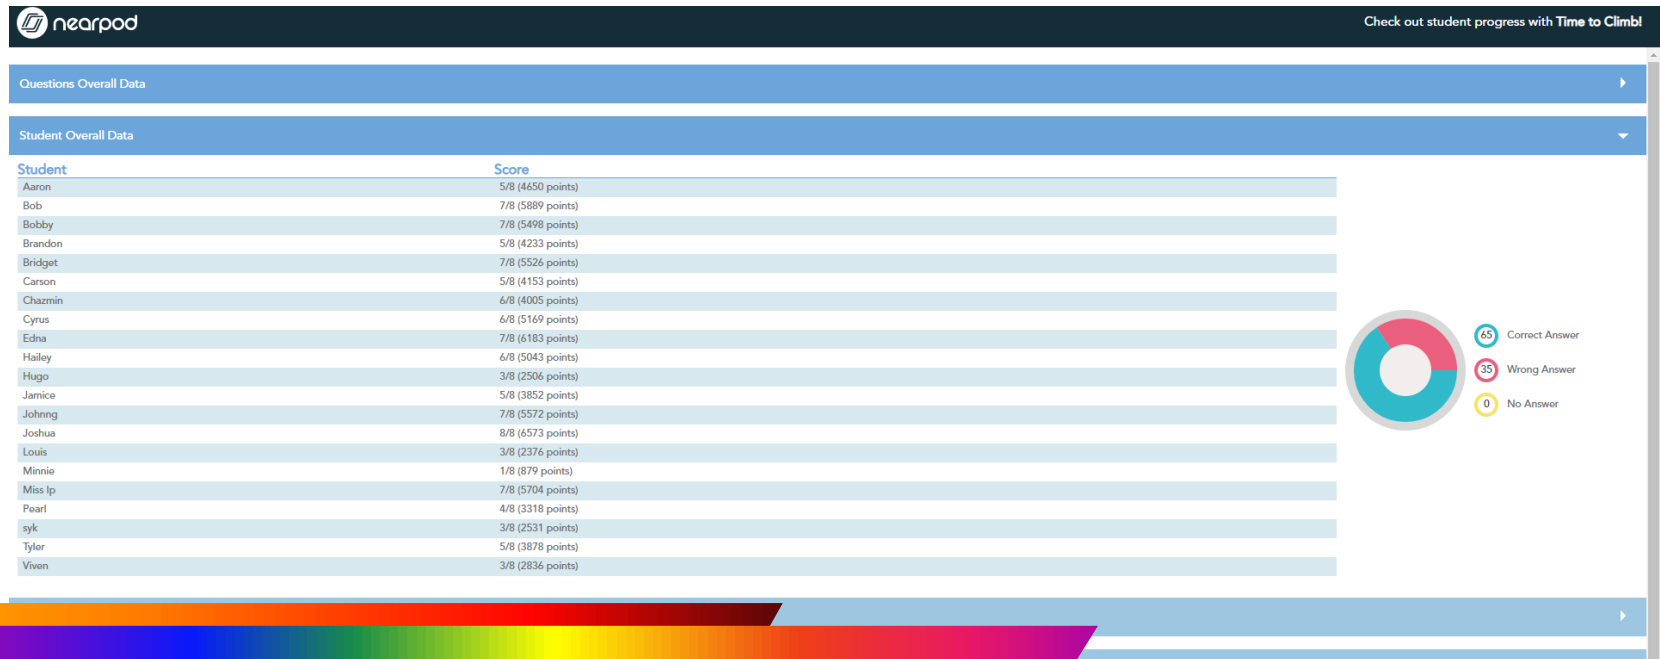 nearpod
Check out student progress with Time to Climb!
Questions Overall Data
Student Overall Data
Student Score
Aaron 5/8 (4650 points)
Bob 7/8 (5889 points)
Bobby 7/8 (5498 points)
Brandon 5/8 (4233 points)
Bridget 7/8 (5526 points)
Carson 5/8 (4153 points)
Chazmin 6/8 (4005 points)
Cyrus 6/8 (5169 points)
Edna 7/8 (6183 points)
Hailey 6/8 (5043 points)
Hugo 3/8 (2506 points)
Jamice 5/8 (3852 points)
Johnng 7/8 (5572 points)
Joshua 8/8 (6573 points)
Louis 3/8 (2376 points)
Minnie 1/8 (879 points)
Miss Ip 7/8 (5704 points)
Pearl 4/8 (3318 points)
syk 3/8 (2531 points)
Tyler 5/8 (3878 points)
Viven 3/8 (2836 points)
65 Correct Answer
35 Wrong Answer
0 No Answer